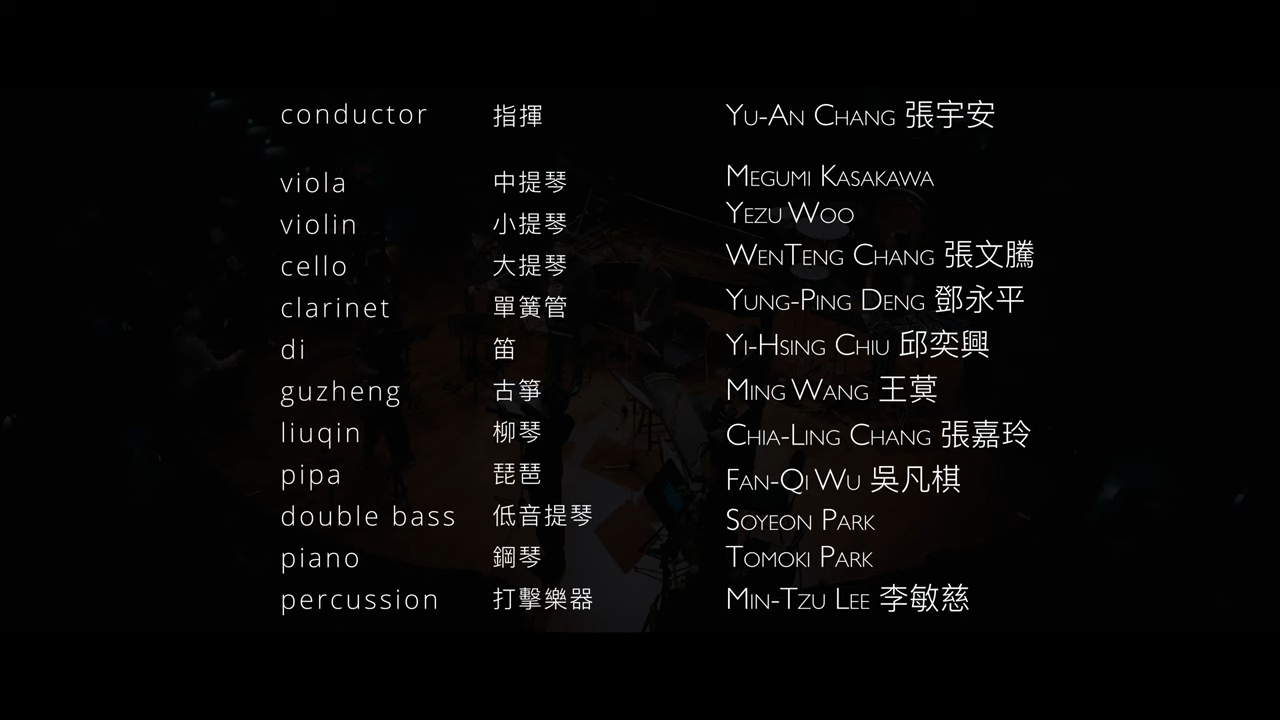 conductor 指揮 Yu-An Chang 張宇安
viola 中提琴 Megumi Kasakawa
violin 小提琴 Yezu Woo
cello 大提琴 WenTeng Chang 張文騰
clarinet 單簧管 Yung-Ping Deng 鄧永平
di 笛 Yi-Hsing Chiu 邱奕興
guzheng 古箏 Ming Wang 王蓂
liuqin 柳琴 Chia-Ling Chang 張嘉玲
pipa 琵琶 Fan-Qi Wu 吳凡棋
double bass 低音提琴 Soyeon Park
piano 鋼琴 Tomoki Park
percussion 打擊樂器 Min-Tzu Lee 李敏慈